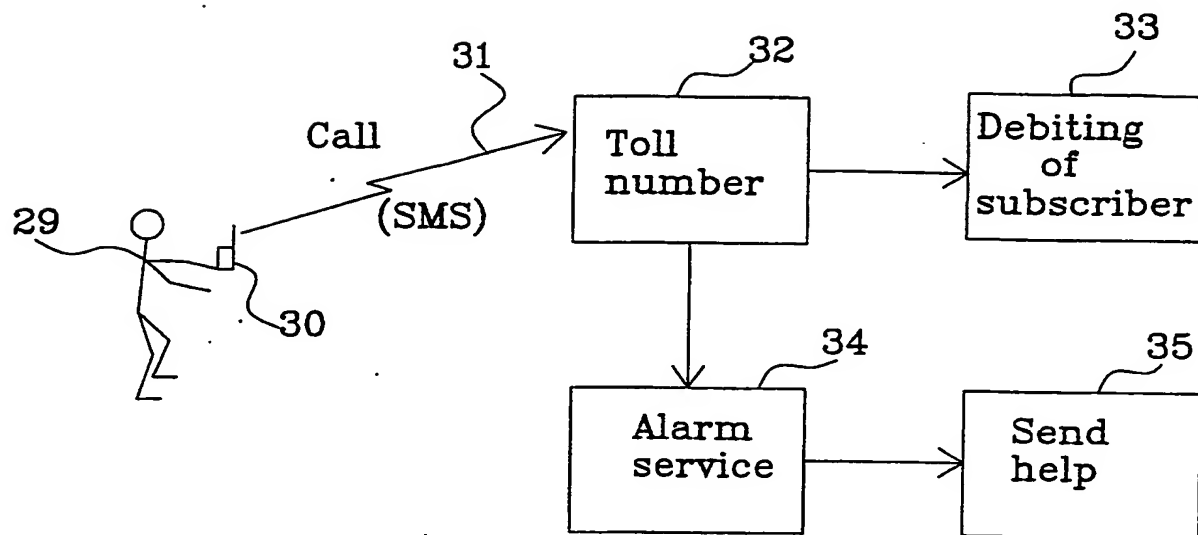 31
32
33
Call
(SMS)
Toll
number
Debiting
of
subscriber
29
30
34
35
Alarm
service
Send
help